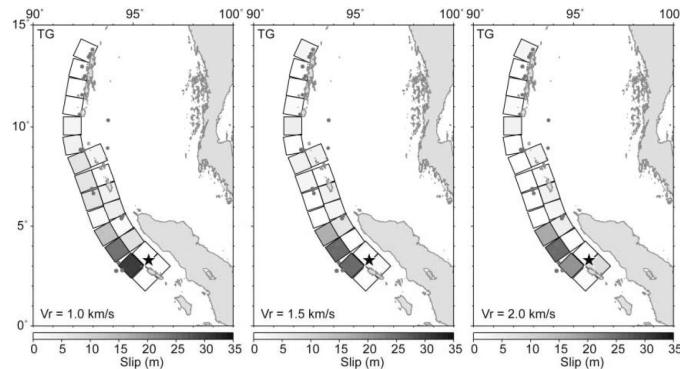 90° 95° 100° 90° 95° 100° 90° 95° 100°
15° TG TG TG
10°
5°
Vr = 1.0 km/s Vr = 1.5 km/s Vr = 2.0 km/s
0°
0 5 10 15 20 25 30 35 0 5 10 15 20 25 30 35 0 5 10 15 20 25 30 35
Slip (m) Slip (m) Slip (m)